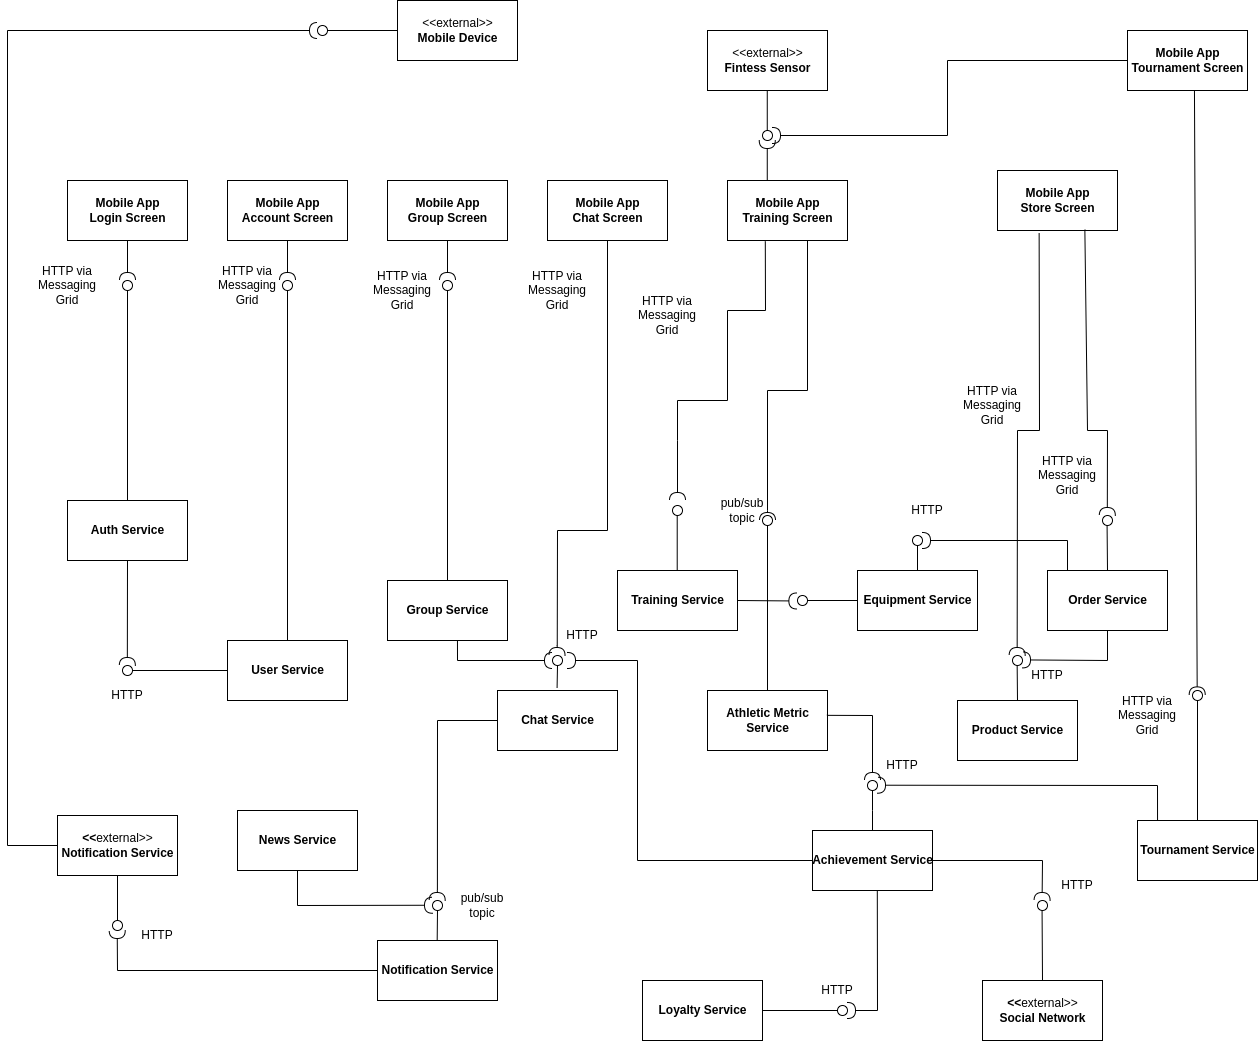 <<external>>
Mobile Device
<<external>>
Fintess Sensor
Mobile App
Tournament Screen
Mobile App
Login Screen
Mobile App
Account Screen
Mobile App
Group Screen
Mobile App
Chat Screen
Mobile App
Training Screen
Mobile App
Store Screen
HTTP via
Messaging
Grid
HTTP via
Messaging
Grid
HTTP via
Messaging
Grid
HTTP via
Messaging
Grid
HTTP via
Messaging
Grid
HTTP via
Messaging
Grid
HTTP via
Messaging
Grid
pub/sub
topic
HTTP
Auth Service
Training Service
Equipment Service
Order Service
Group Service
HTTP
User Service
HTTP
HTTP
HTTP via
Messaging
Grid
Chat Service
Athletic Metric
Service
Product Service
HTTP
<<external>>
Notification Service
News Service
Achievement Service
Tournament Service
HTTP
pub/sub
topic
HTTP
Notification Service
HTTP
Loyalty Service
<<external>>
Social Network